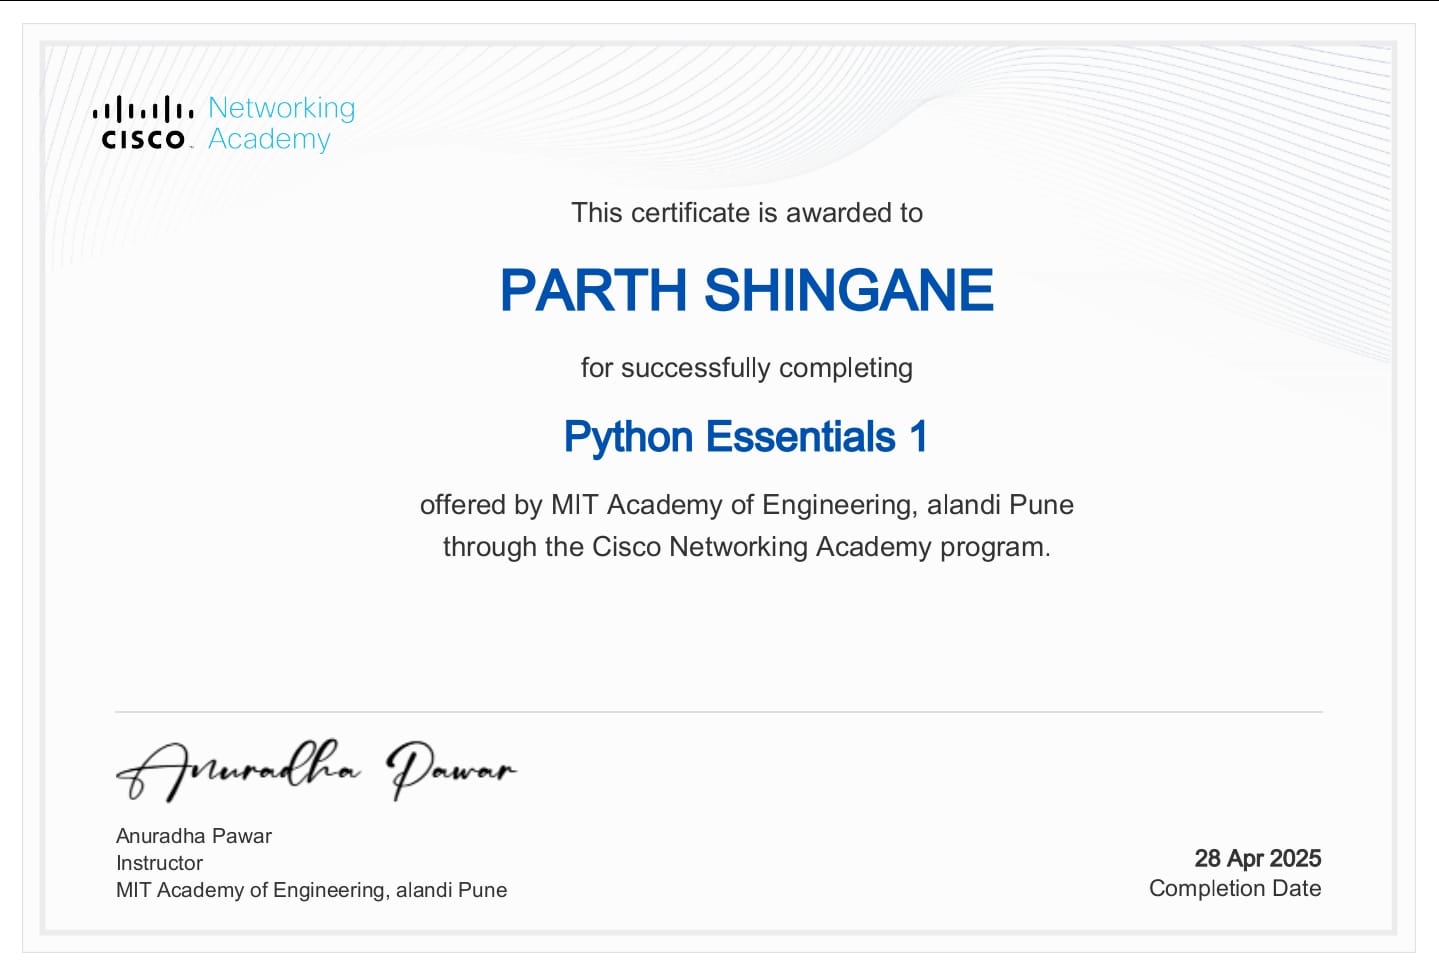 CISCO Networking
Academy
This certificate is awarded to
PARTH SHINGANE
for successfully completing
Python Essentials 1
offered by MIT Academy of Engineering, alandi Pune
through the Cisco Networking Academy program.
Anuradha Pawar
Anuradha Pawar
Instructor
MIT Academy of Engineering, alandi Pune
28 Apr 2025
Completion Date